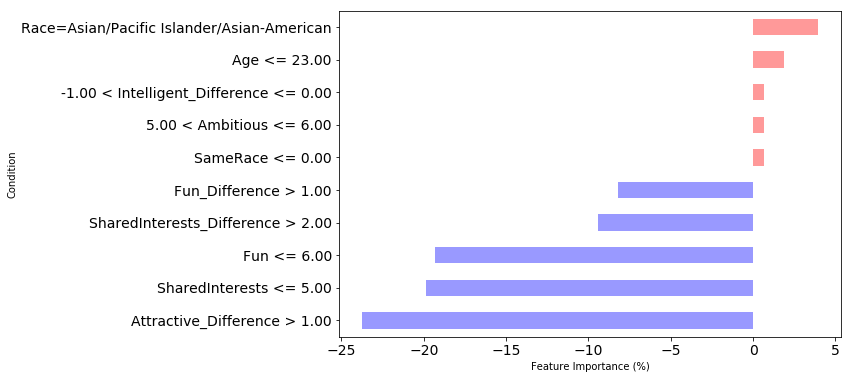 Race=Asian/Pacific Islander/Asian-American
Age <= 23.00
-1.00 < Intelligent_Difference <= 0.00
5.00 < Ambitious <= 6.00
SameRace <= 0.00
Fun_Difference > 1.00
SharedInterests_Difference > 2.00
Fun <= 6.00
SharedInterests <= 5.00
Attractive_Difference > 1.00
Condition
−25 −20 −15 −10 −5 0 5
Feature Importance (%)